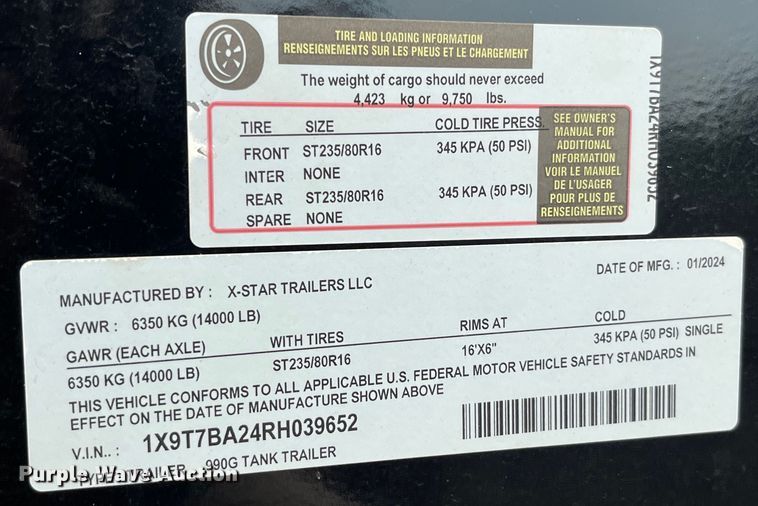 TIRE AND LOADING INFORMATION
RENSEIGNEMENTS SUR LES PNEUS ET LE CHARGEMENT
The weight of cargo should never exceed
4,423 kg or 9,750 lbs.
TIRE SIZE COLD TIRE PRESS.
FRONT ST235/80R16 345 KPA (50 PSI)
INTER NONE
REAR ST235/80R16 345 KPA (50 PSI)
SPARE NONE
SEE OWNER'S
MANUAL FOR
ADDITIONAL
INFORMATION
VOIR LE MANUEL
DE L'USAGER
POUR PLUS DE
RENSEIGNEMENTS
1X9T7BA24RH039652
MANUFACTURED BY: X-STAR TRAILERS LLC DATE OF MFG. : 01/2024
GVWR: 6350 KG (14000 LB)
GAWR (EACH AXLE) WITH TIRES RIMS AT COLD
6350 KG (14000 LB) ST235/80R16 16'X6" 345 KPA (50 PSI) SINGLE
THIS VEHICLE CONFORMS TO ALL APPLICABLE U.S. FEDERAL MOTOR VEHICLE SAFETY STANDARDS IN
EFFECT ON THE DATE OF MANUFACTURE SHOWN ABOVE
V.I.N.: 1X9T7BA24RH039652
TYPE: TRAILER 990G TANK TRAILER
Purple Wave Auction